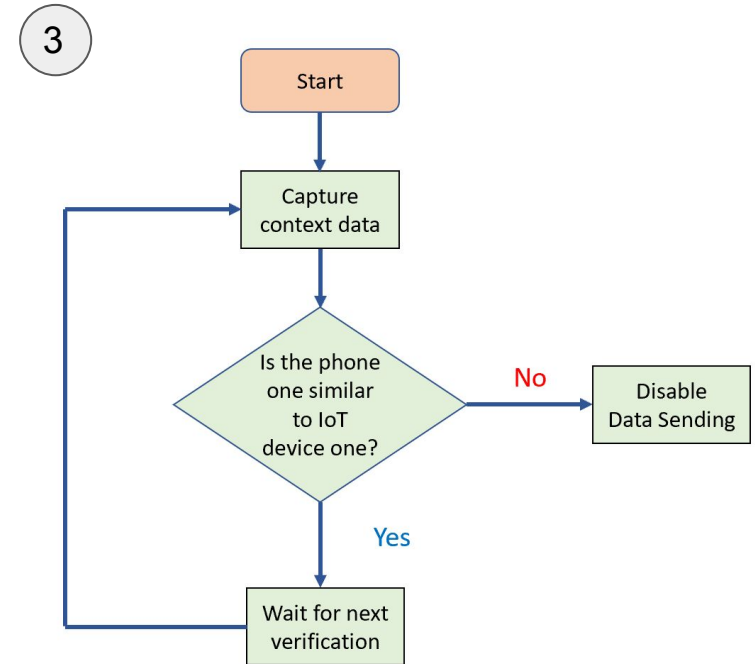 3
Start
Capture
context data
Is the phone
one similar
to IoT
device one?
No
Disable
Data Sending
Yes
Wait for next
verification